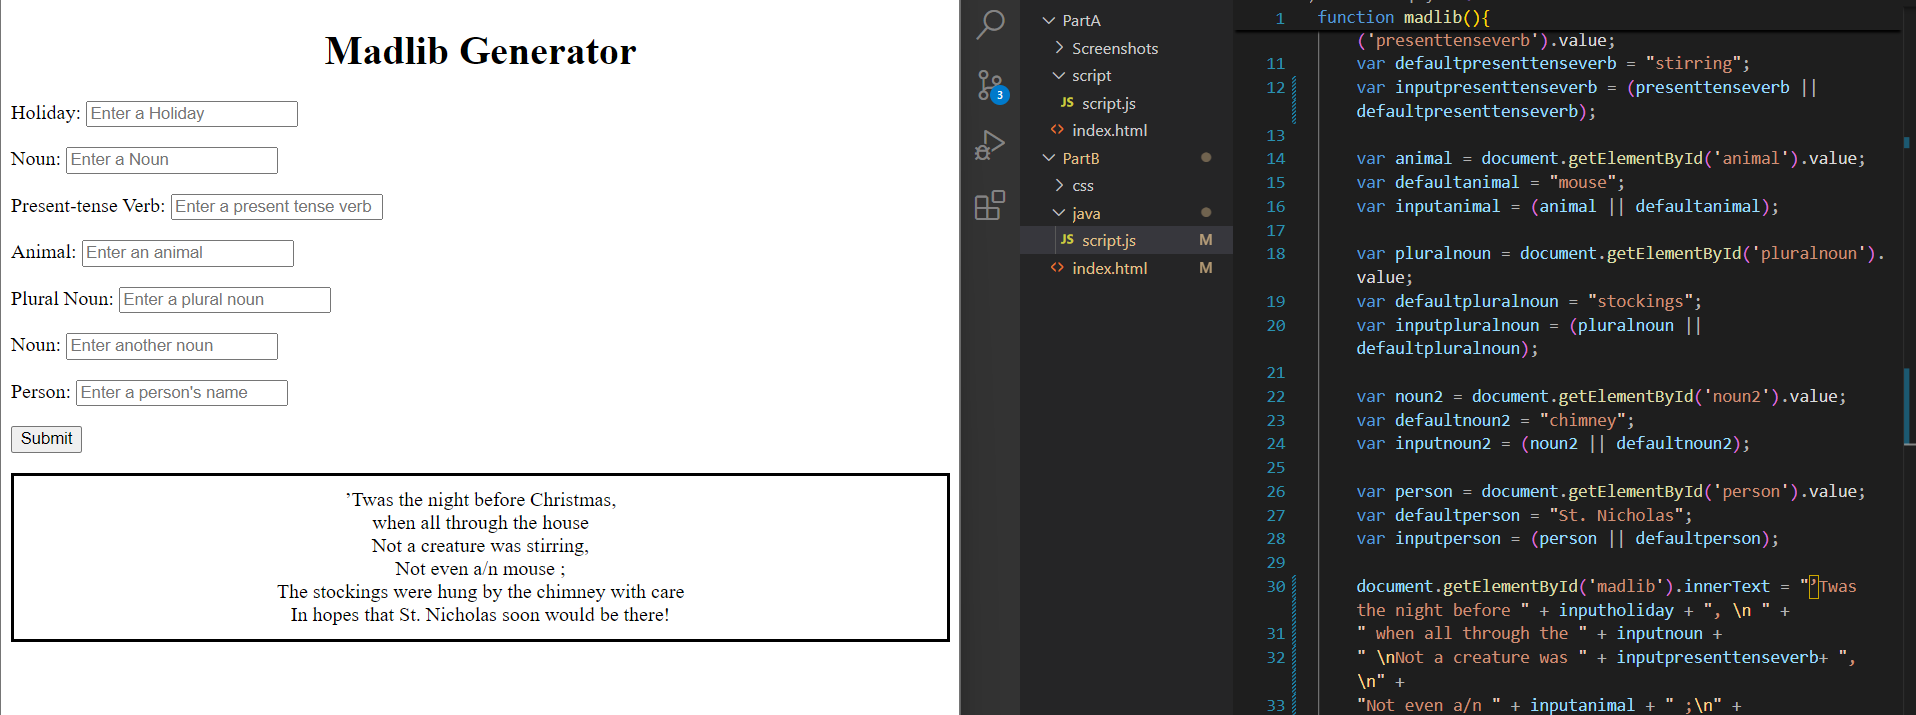 Madlib Generator
Holiday: Enter a Holiday
Noun: Enter a Noun
Present-tense Verb: Enter a present tense verb
Animal: Enter an animal
Plural Noun: Enter a plural noun
Noun: Enter another noun
Person: Enter a person's name
Submit
’Twas the night before Christmas,
when all through the house
Not a creature was stirring,
Not even a/n mouse ;
The stockings were hung by the chimney with care
In hopes that St. Nicholas soon would be there!
3
PartA
Screenshots
script
JS script.js
index.html
PartB
css
java
JS script.js M
index.html M
1 function madlib(){
('presenttenseverb').value;
11 var defaultpresenttenseverb = "stirring";
12 var inputpresenttenseverb = (presenttenseverb ||
defaultpresenttenseverb);
13
14 var animal = document.getElementById('animal').value;
15 var defaultanimal = "mouse";
16 var inputanimal = (animal || defaultanimal);
17
18 var pluralnoun = document.getElementById('pluralnoun').
value;
19 var defaultpluralnoun = "stockings";
20 var inputpluralnoun = (pluralnoun ||
defaultpluralnoun);
21
22 var noun2 = document.getElementById('noun2').value;
23 var defaultnoun2 = "chimney";
24 var inputnoun2 = (noun2 || defaultnoun2);
25
26 var person = document.getElementById('person').value;
27 var defaultperson = "St. Nicholas";
28 var inputperson = (person || defaultperson);
29
30 document.getElementById('madlib').innerText = "’Twas
the night before " + inputholiday + ", \n " +
31 " when all through the " + inputnoun +
32 " \nNot a creature was " + inputpresenttenseverb+ ",
\n" +
33 "Not even a/n " + inputanimal + " ;\n" +